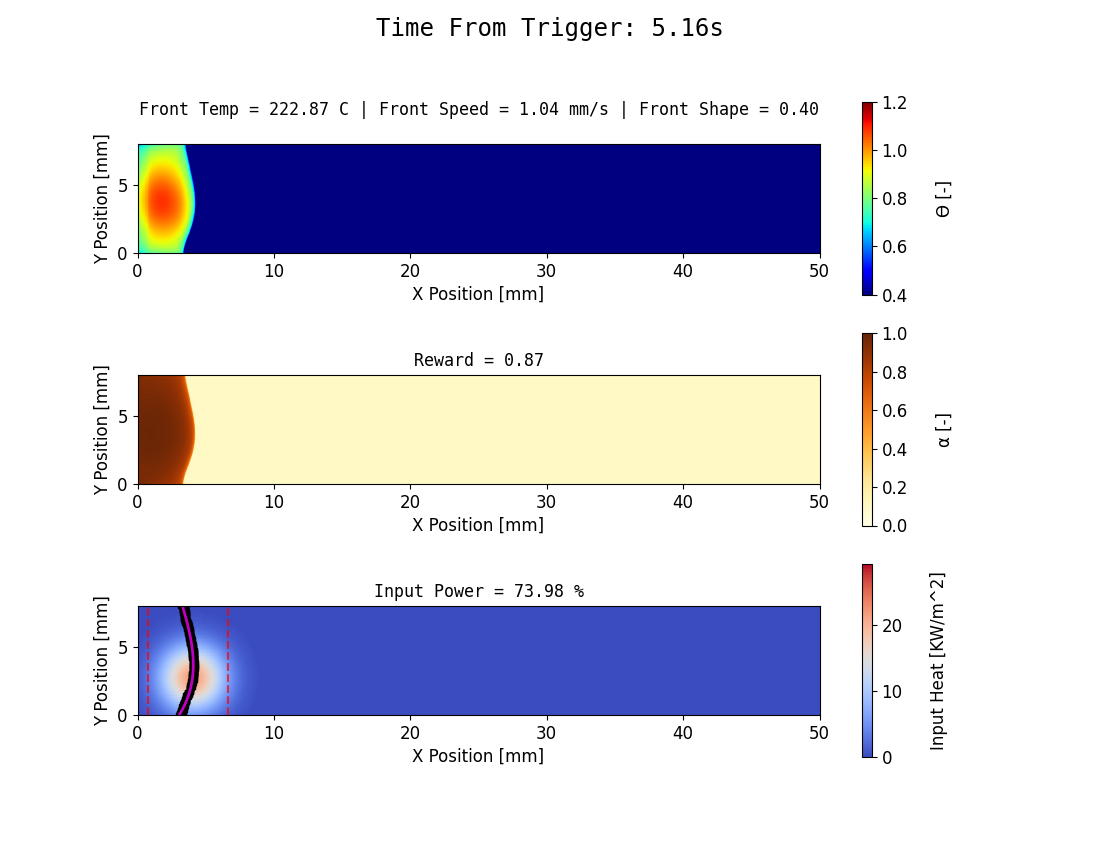 Time From Trigger: 5.16s
Front Temp = 222.87 C | Front Speed = 1.04 mm/s | Front Shape = 0.40
Y Position [mm]
5
0
0 10 20 30 40 50
X Position [mm]
1.2
1.0
0.8
0.6
0.4
Θ [-]
Reward = 0.87
Y Position [mm]
5
0
0 10 20 30 40 50
X Position [mm]
1.0
0.8
0.6
0.4
0.2
0.0
α [-]
Input Power = 73.98 %
Y Position [mm]
5
0
0 10 20 30 40 50
X Position [mm]
20
10
0
Input Heat [KW/m^2]